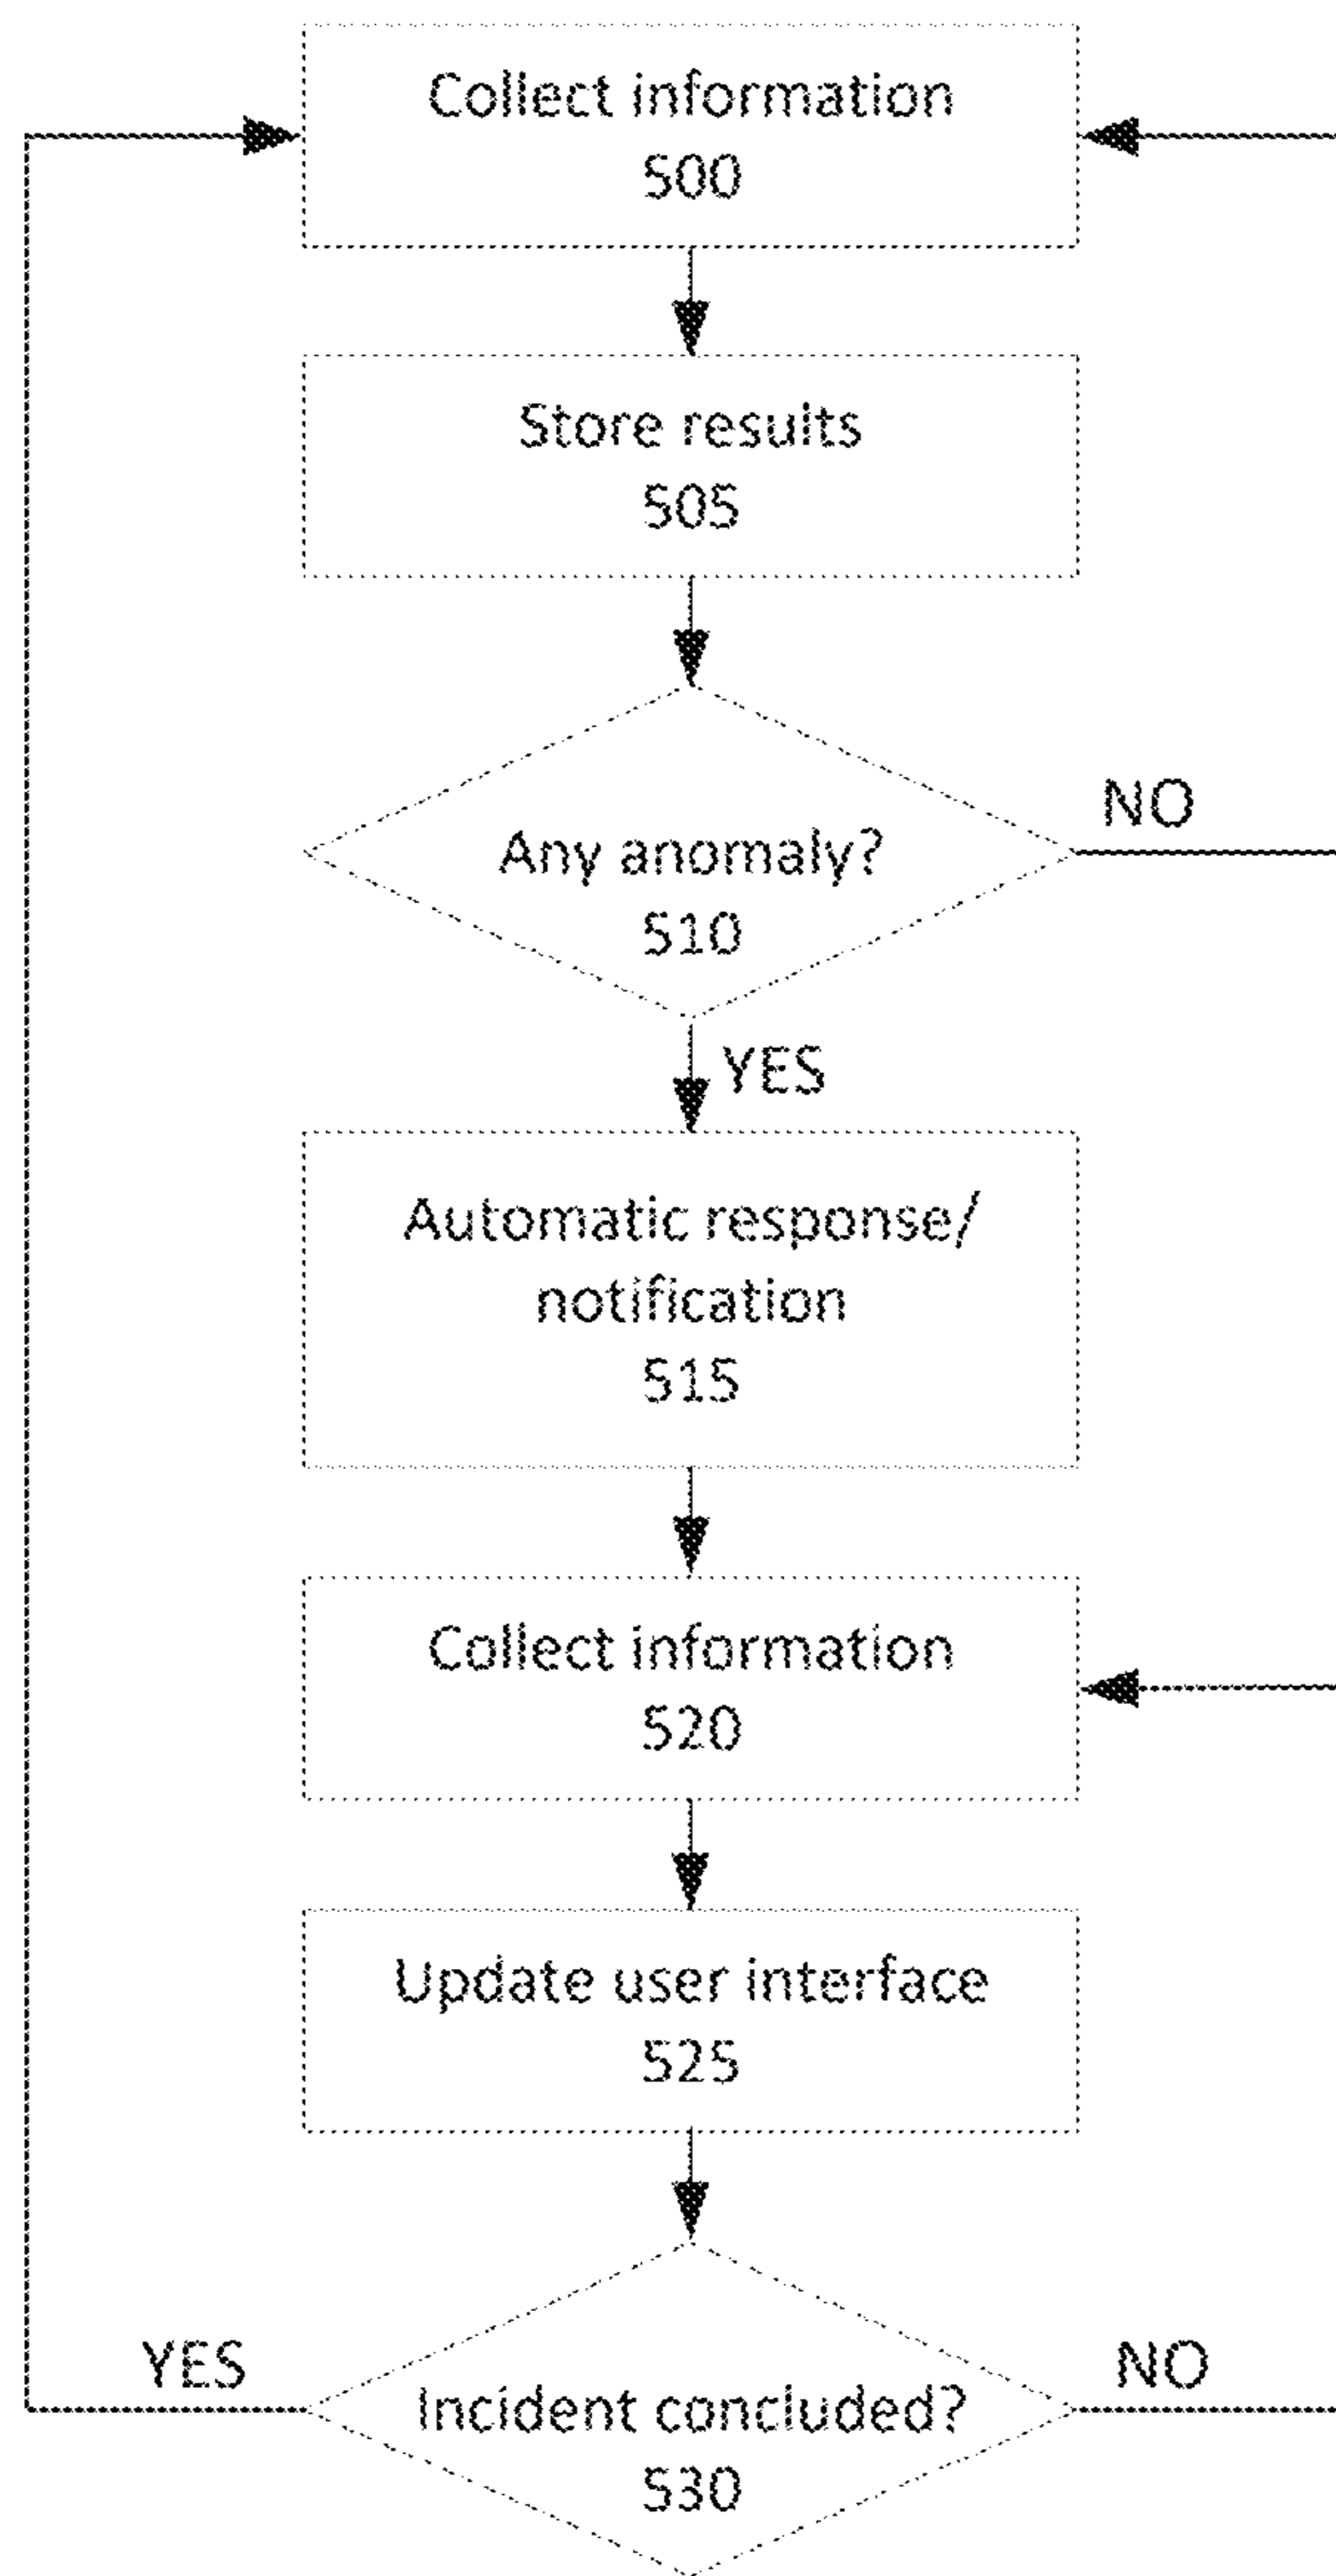 Collect information
500
Store results
505
Any anomaly?
510
NO
YES
Automatic response/
notification
515
Collect information
520
Update user interface
525
Incident concluded?
530
YES
NO